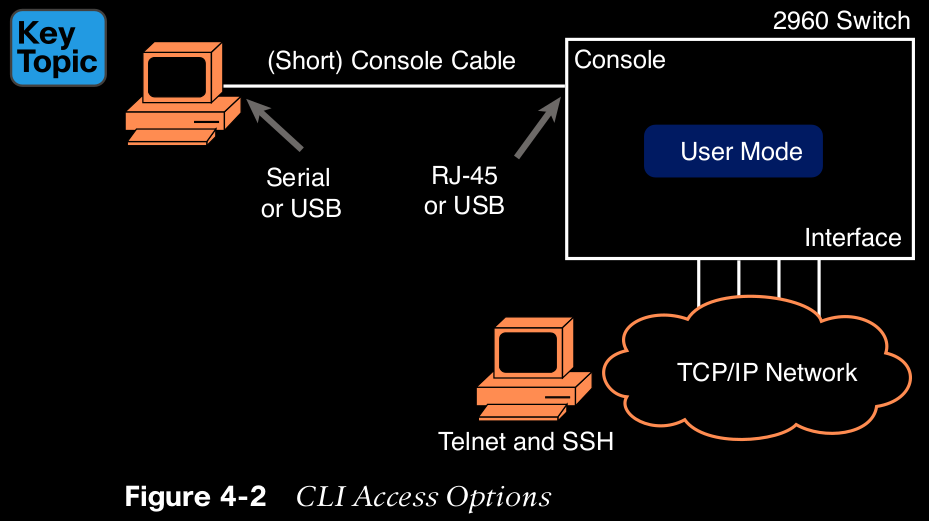 Key
Topic
2960 Switch
(Short) Console Cable
Console
User Mode
Serial
or USB
RJ-45
or USB
Interface
TCP/IP Network
Telnet and SSH
Figure 4-2 CLI Access Options